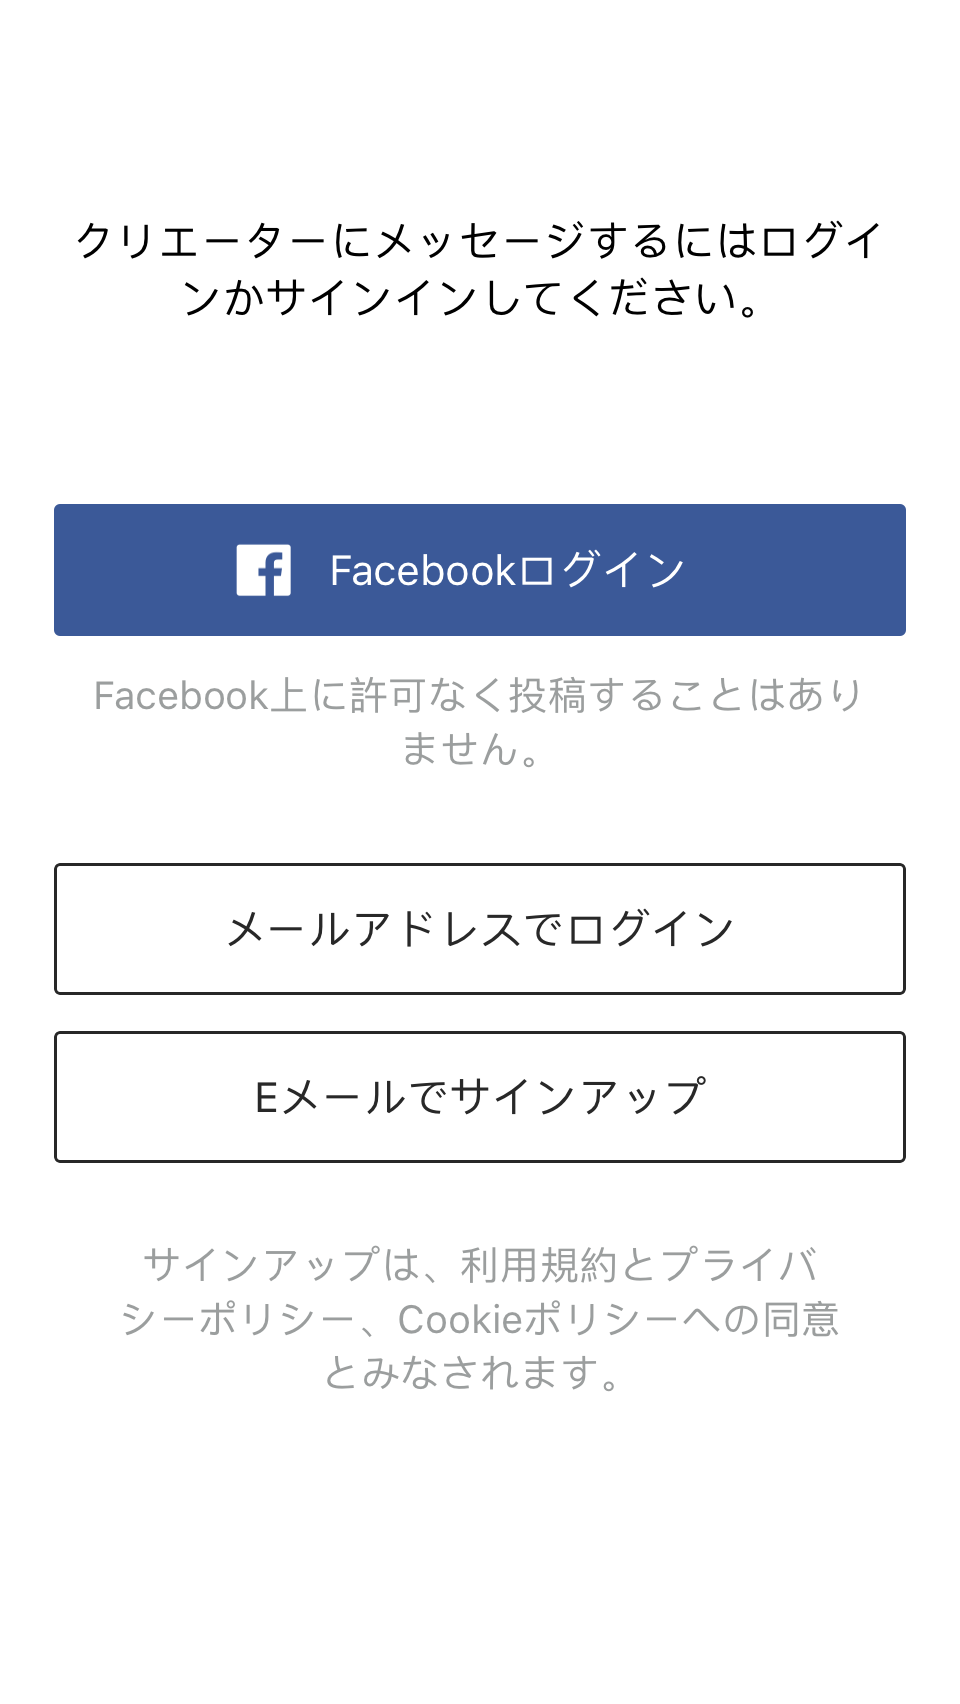 クリエーターにメッセージするにはログイ
ンかサインインしてください。
Facebookログイン
Facebook上に許可なく投稿することはあり
ません。
メールアドレスでログイン
Eメールでサインアップ
サインアップは、利用規約とプライバ
シーポリシー、Cookieポリシーへの同意
とみなされます。